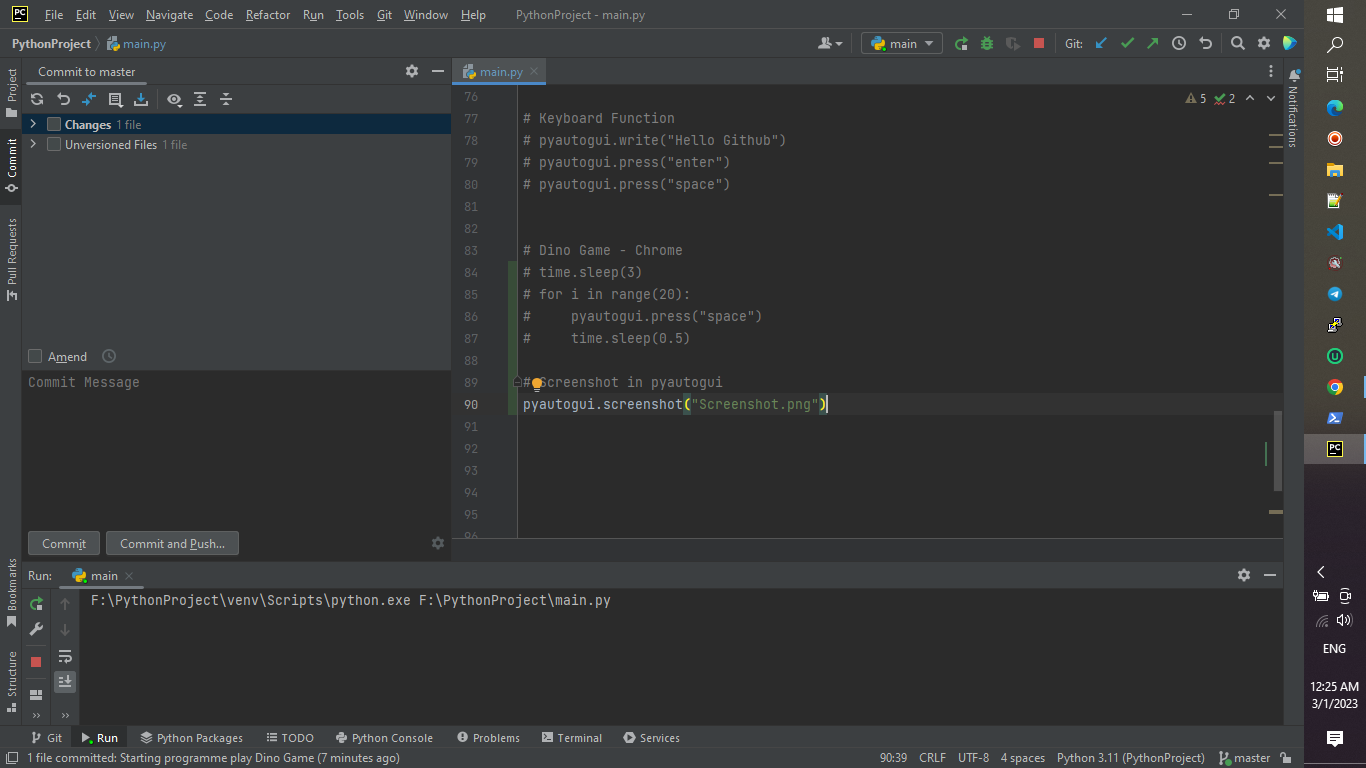 PC File Edit View Navigate Code Refactor Run Tools Git Window Help PythonProject - main.py
PythonProject main.py main Git:
Project
Commit
Pull Requests
Bookmarks
Structure
Commit to master
Changes 1 file
Unversioned Files 1 file
Amend
Commit Message
Commit Commit and Push...
main.py
5 2
76
77 # Keyboard Function
78 # pyautogui.write("Hello Github")
79 # pyautogui.press("enter")
80 # pyautogui.press("space")
81
82
83 # Dino Game - Chrome
84 # time.sleep(3)
85 # for i in range(20):
86 #     pyautogui.press("space")
87 #     time.sleep(0.5)
88
89 # Screenshot in pyautogui
90 pyautogui.screenshot("Screenshot.png")
91
92
93
94
95
96
Notifications
Run: main
F:\PythonProject\venv\Scripts\python.exe F:\PythonProject\main.py
Git Run Python Packages TODO Python Console Problems Terminal Services
1 file committed: Starting programme play Dino Game (7 minutes ago) 90:39 CRLF UTF-8 4 spaces Python 3.11 (PythonProject) master
PC
ENG
12:25 AM
3/1/2023